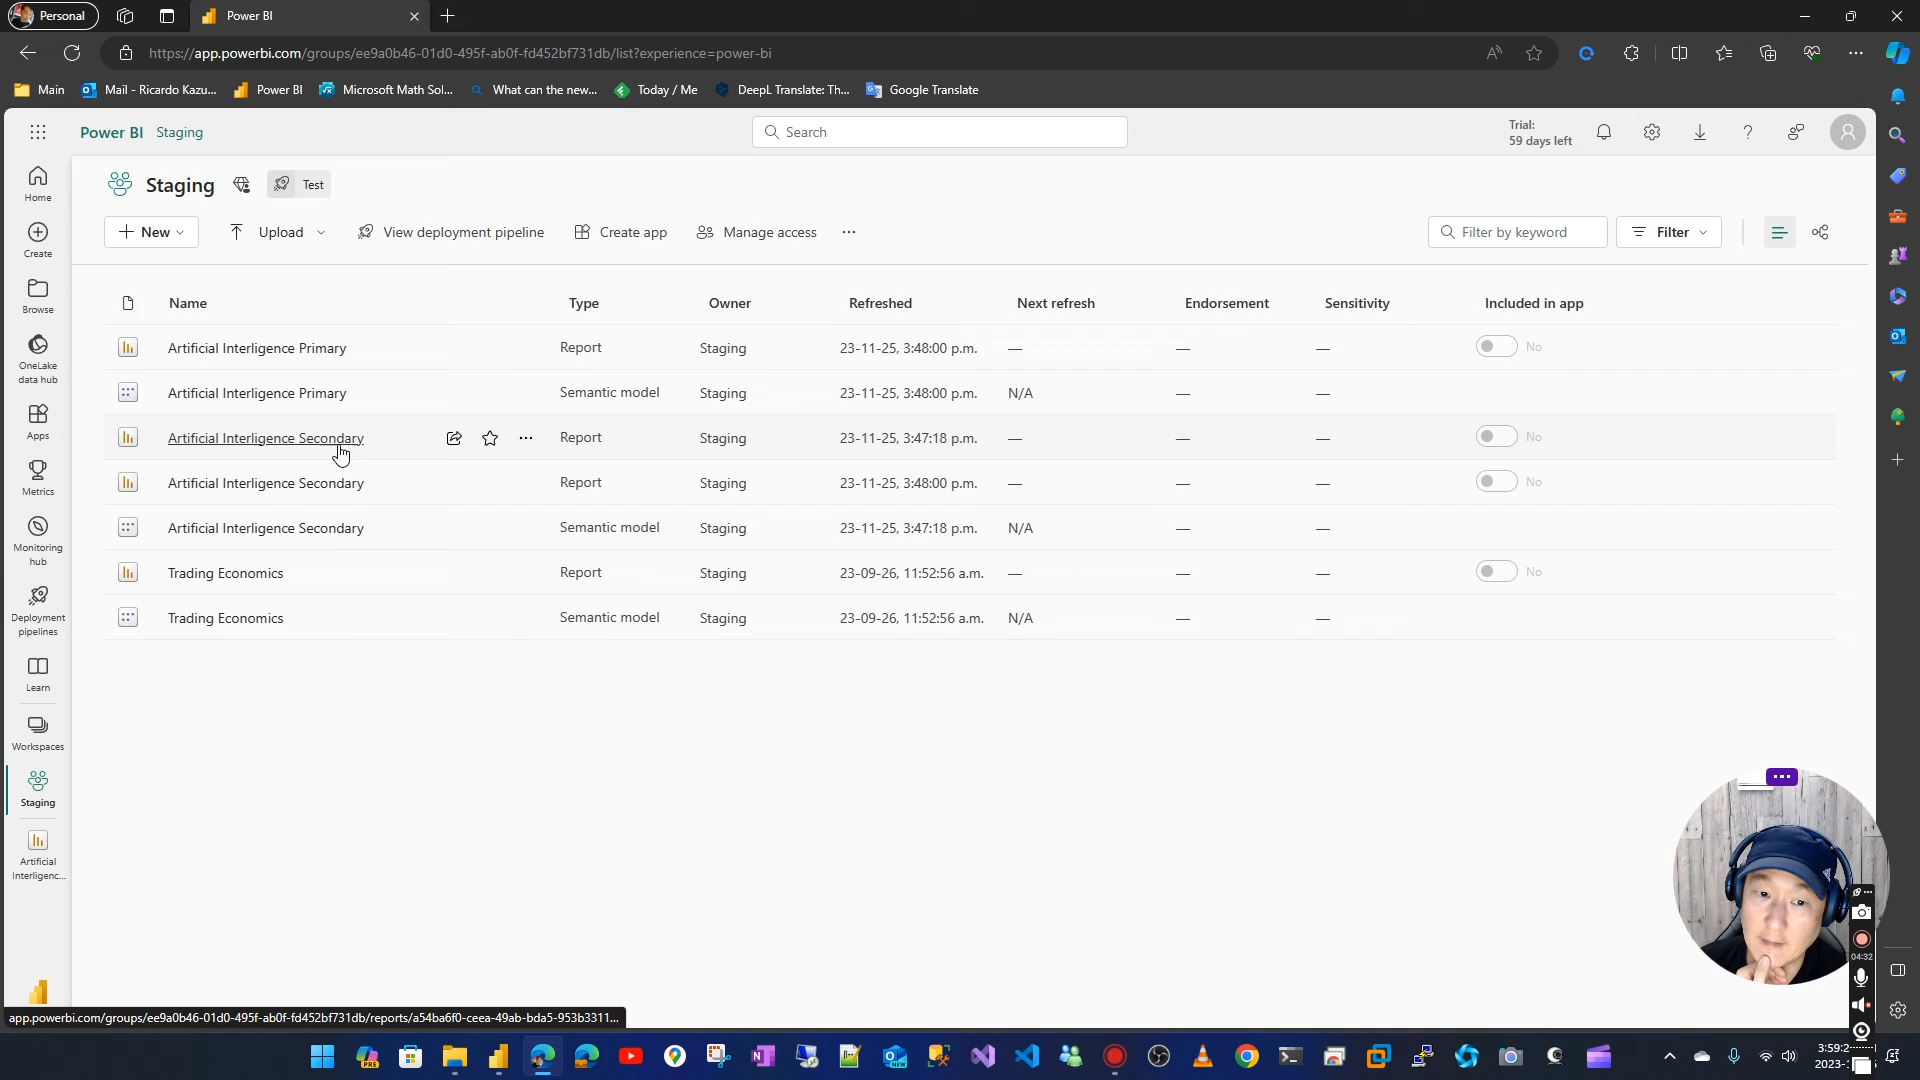 Personal
Power BI
https://app.powerbi.com/groups/ee9a0b46-01d0-495f-ab0f-fd452bf731db/list?experience=power-bi
Main
Mail - Ricardo Kazu...
Power BI
Microsoft Math Sol...
What can the new...
Today / Me
DeepL Translate: Th...
Google Translate
Power BI Staging
Search
Trial:
59 days left
Staging
Test
New
Upload
View deployment pipeline
Create app
Manage access
Filter by keyword
Filter
Home
Create
Browse
OneLake
data hub
Apps
Metrics
Monitoring
hub
Deployment
pipelines
Learn
Workspaces
Staging
Artificial
Interligenc...
Name Type Owner Refreshed Next refresh Endorsement Sensitivity Included in app
Artificial Interligence Primary Report Staging 23-11-25, 3:48:00 p.m. — — — No
Artificial Interligence Primary Semantic model Staging 23-11-25, 3:48:00 p.m. N/A — —
Artificial Interligence Secondary Report Staging 23-11-25, 3:47:18 p.m. — — — No
Artificial Interligence Secondary Report Staging 23-11-25, 3:48:00 p.m. — — — No
Artificial Interligence Secondary Semantic model Staging 23-11-25, 3:47:18 p.m. N/A — —
Trading Economics Report Staging 23-09-26, 11:52:56 a.m. — — — No
Trading Economics Semantic model Staging 23-09-26, 11:52:56 a.m. N/A — —
04:32
app.powerbi.com/groups/ee9a0b46-01d0-495f-ab0f-fd452bf731db/reports/a54ba6f0-ceea-49ab-bda5-953b3311...
PRE
NEW
3:59:2
2023-